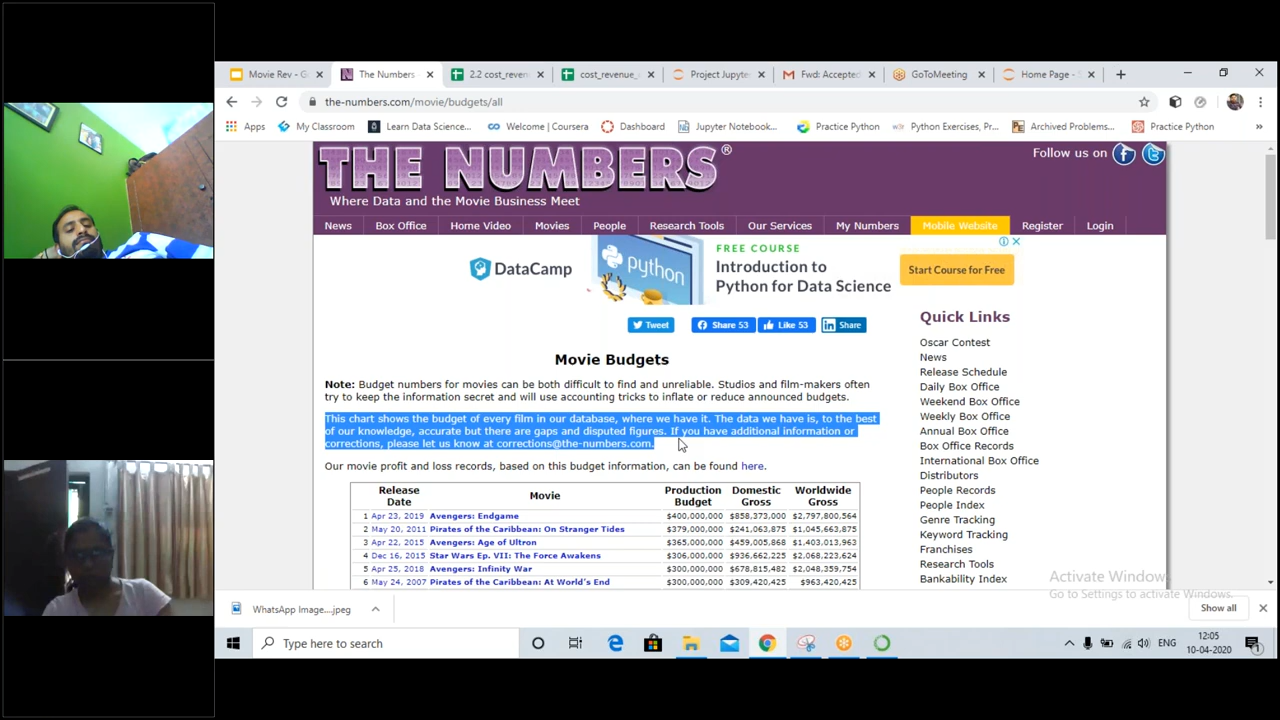 Movie Rev - G
The Numbers
2.2 cost_reven
cost_revenue_
Project Jupyte
Fwd: Accepted
GoToMeeting
Home Page - S
the-numbers.com/movie/budgets/all
Apps
My Classroom
Learn Data Science...
Welcome | Coursera
Dashboard
Jupyter Notebook...
Practice Python
Python Exercises, Pr...
Archived Problems...
Practice Python
THE NUMBERS®
Where Data and the Movie Business Meet
Follow us on
News Box Office Home Video Movies People Research Tools Our Services My Numbers Mobile Website Register Login
DataCamp
python
FREE COURSE
Introduction to
Python for Data Science
Start Course for Free
Tweet
Share 53
Like 53
in Share
Movie Budgets
Note: Budget numbers for movies can be both difficult to find and unreliable. Studios and film-makers often
try to keep the information secret and will use accounting tricks to inflate or reduce announced budgets.
This chart shows the budget of every film in our database, where we have it. The data we have is, to the best
of our knowledge, accurate but there are gaps and disputed figures. If you have additional information or
corrections, please let us know at corrections@the-numbers.com.
Our movie profit and loss records, based on this budget information, can be found here.
Release Date Movie Production Budget Domestic Gross Worldwide Gross
1 Apr 23, 2019 Avengers: Endgame $400,000,000 $858,373,000 $2,797,800,564
2 May 20, 2011 Pirates of the Caribbean: On Stranger Tides $379,000,000 $241,063,875 $1,045,663,875
3 Apr 22, 2015 Avengers: Age of Ultron $365,000,000 $459,005,868 $1,403,013,963
4 Dec 16, 2015 Star Wars Ep. VII: The Force Awakens $306,000,000 $936,662,225 $2,068,223,624
5 Apr 25, 2018 Avengers: Infinity War $300,000,000 $678,815,482 $2,048,359,754
6 May 24, 2007 Pirates of the Caribbean: At World's End $300,000,000 $309,420,425 $963,420,425
Quick Links
Oscar Contest
News
Release Schedule
Daily Box Office
Weekend Box Office
Weekly Box Office
Annual Box Office
Box Office Records
International Box Office
Distributors
People Records
People Index
Genre Tracking
Keyword Tracking
Franchises
Research Tools
Bankability Index
Activate Windows
Go to Settings to activate Windows.
WhatsApp Image....jpeg
Show all
Type here to search
ENG
12:05
10-04-2020